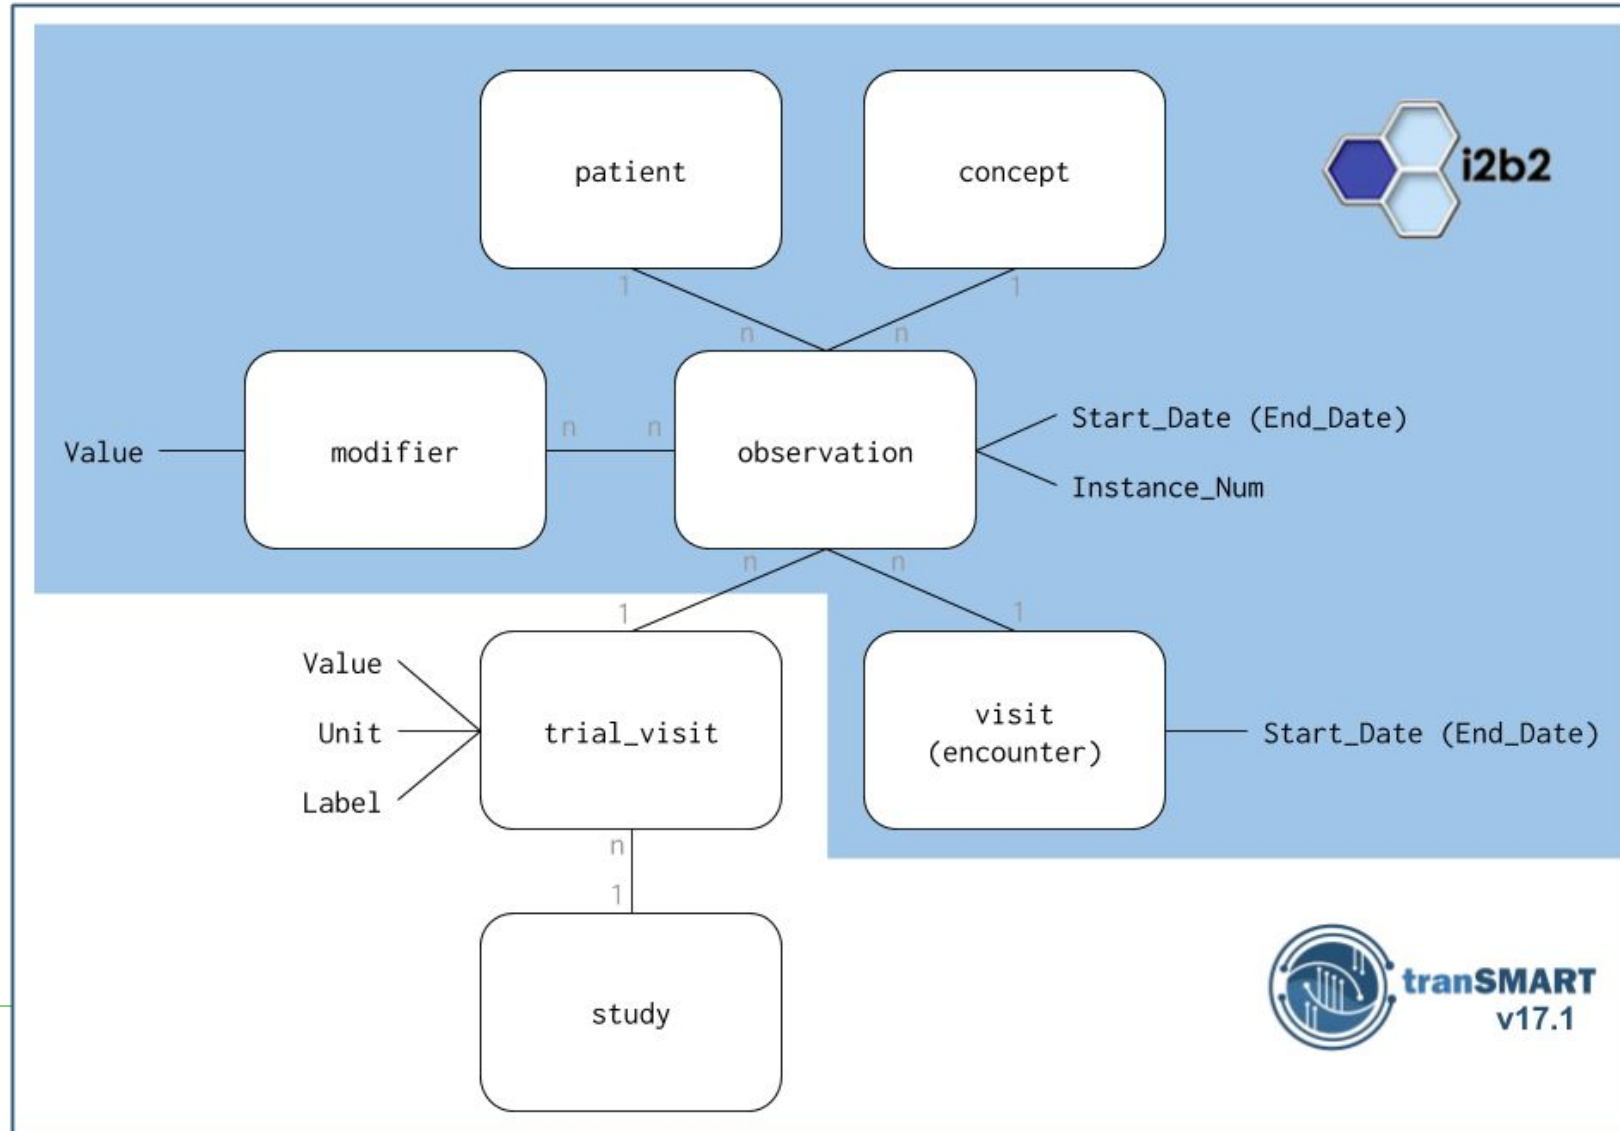 patient
concept
i2b2
1
1
n
n
Value
modifier
n
n
observation
Start_Date (End_Date)
Instance_Num
n
n
1
1
Value
Unit
Label
trial_visit
visit
(encounter)
Start_Date (End_Date)
n
1
study
tranSMART
v17.1